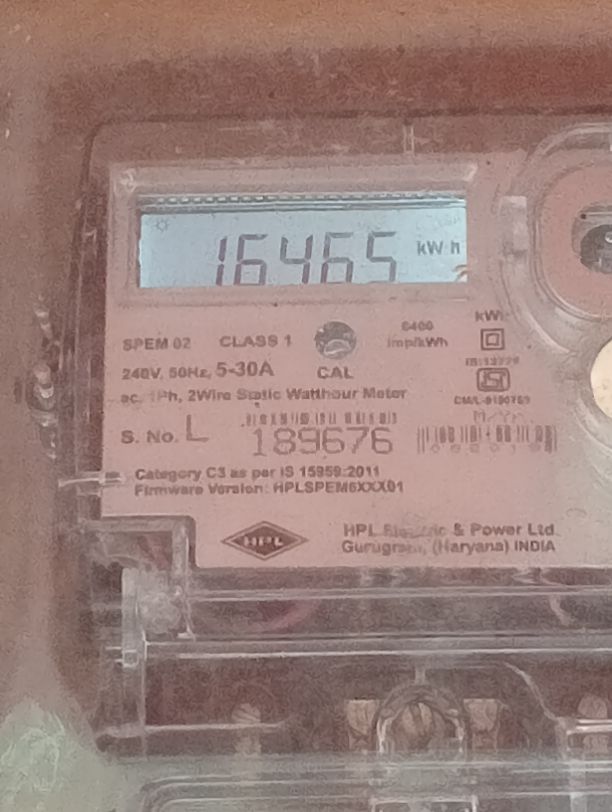 16465 kWh
SPEM 02 CLASS 1 6400 imp/kWh kWh
240V, 50Hz, 5-30A CAL
ac, 1Ph, 2Wire Static Watthour Meter
S. No. L 189676
Category C3 as per IS 15959:2011
Firmware Version: HPLSPEM6XXX01
HPL
HPL Electric & Power Ltd.
Gurugram, (Haryana) INDIA